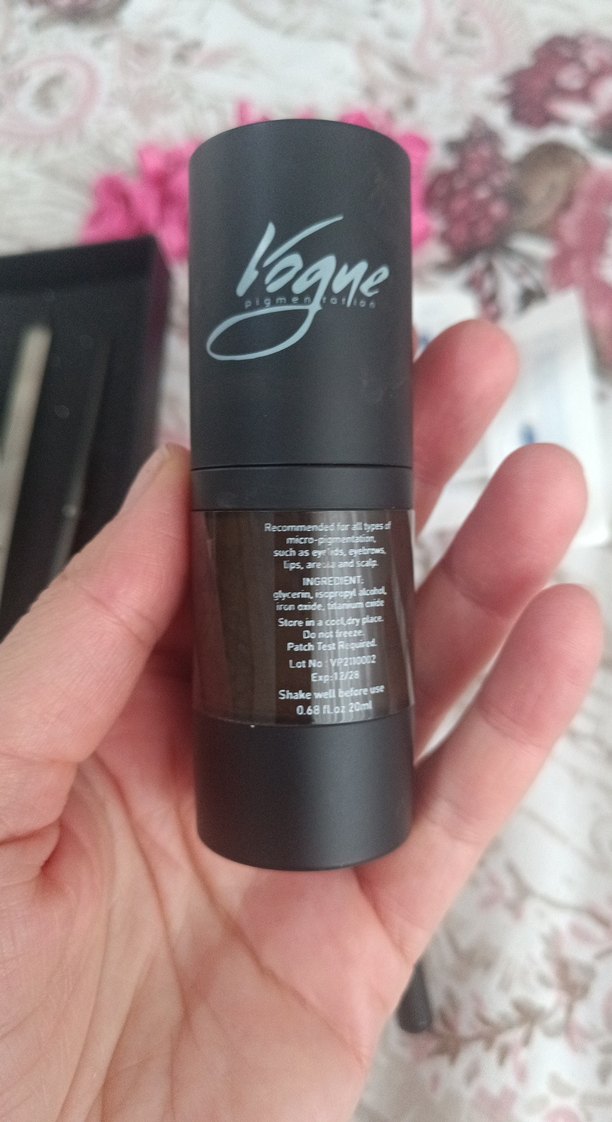 Vogue
pigmentation
Recommended for all types of
micro-pigmentation,
such as eyelids, eyebrows,
lips, areola and scalp.
INGREDIENT:
glycerin, isopropyl alcohol,
iron oxide, titanium oxide
Store in a cool,dry place.
Do not freeze.
Patch Test Required.
Lot No : VP2110002
Exp:12/26
Shake well before use
0.68 fl.oz 20ml